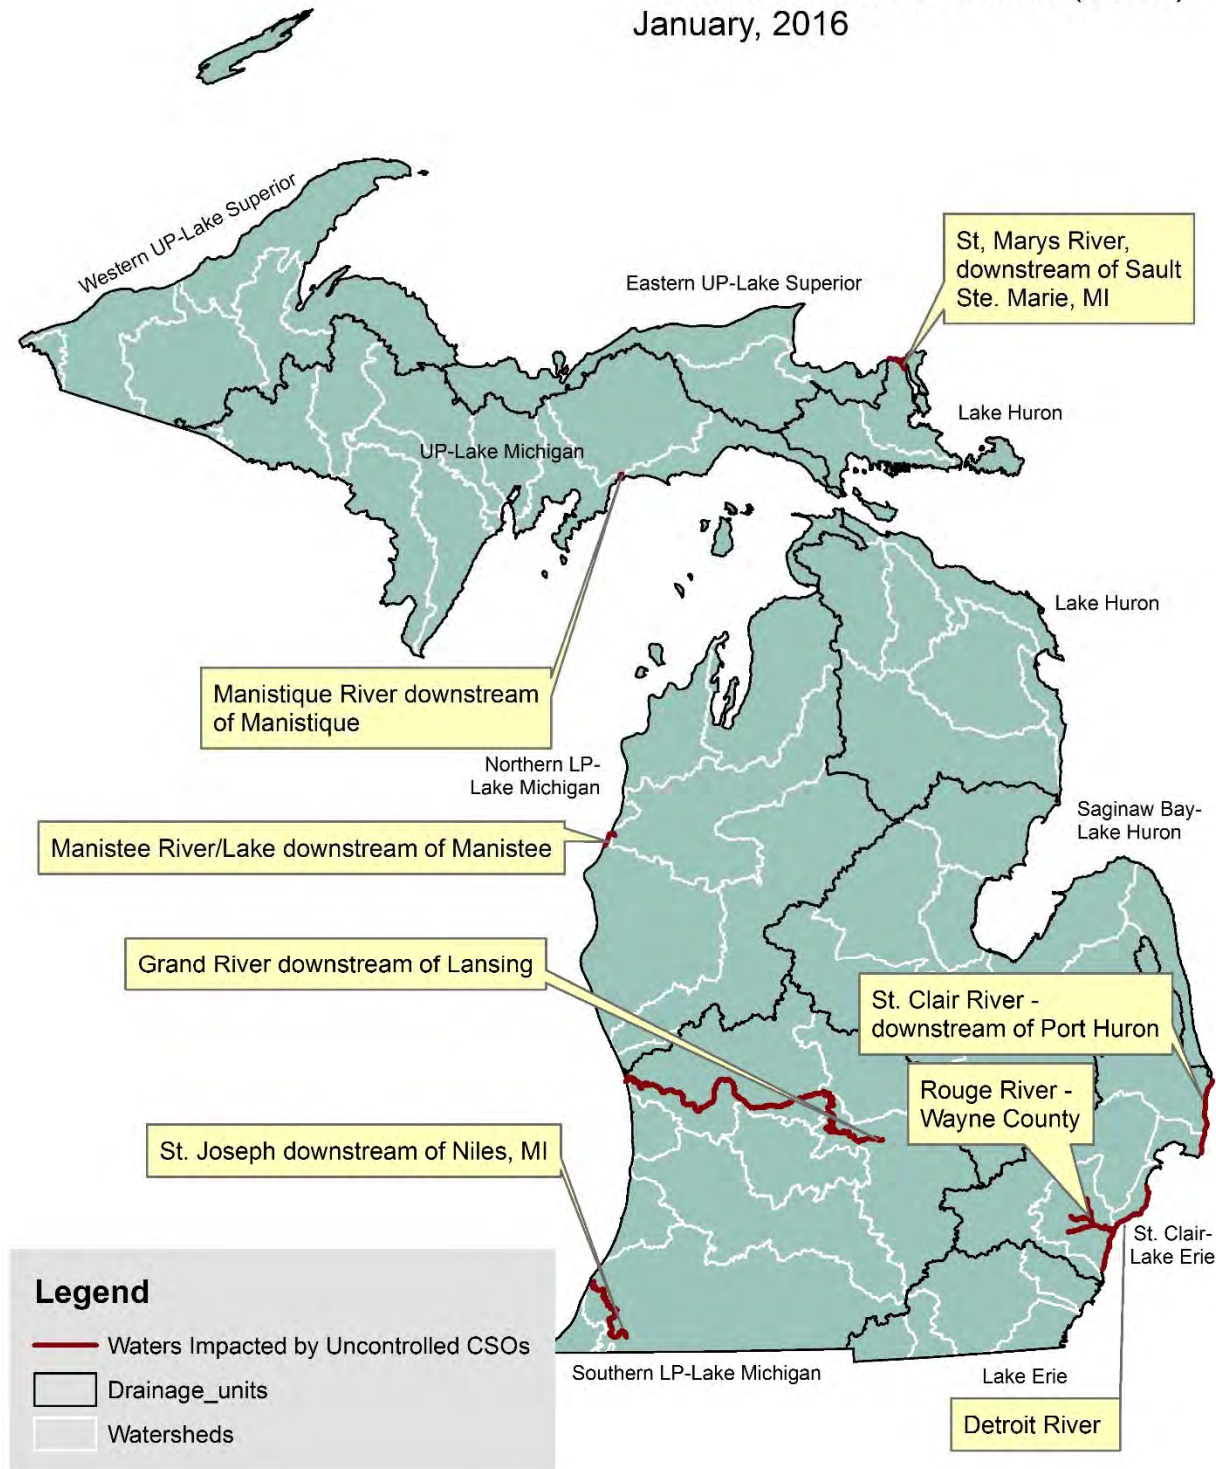 January, 2016
Western UP-Lake Superior
St, Marys River,
downstream of Sault
Ste. Marie, MI
Eastern UP-Lake Superior
Lake Huron
UP-Lake Michigan
Lake Huron
Manistique River downstream
of Manistique
Northern LP-
Lake Michigan
Saginaw Bay-
Lake Huron
Manistee River/Lake downstream of Manistee
Grand River downstream of Lansing
St. Clair River -
downstream of Port Huron
Rouge River -
Wayne County
St. Joseph downstream of Niles, MI
St. Clair-
Lake Erie
Legend
Waters Impacted by Uncontrolled CSOs
Drainage_units
Watersheds
Southern LP-Lake Michigan
Lake Erie
Detroit River